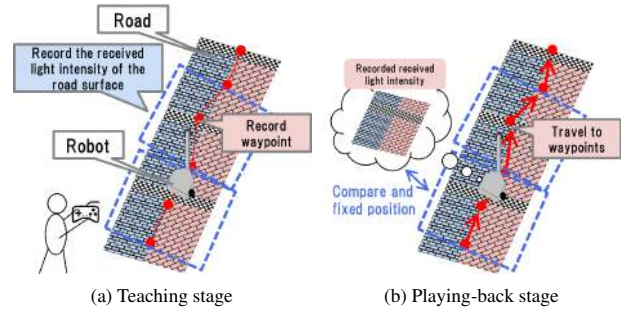 Road
Record the received
light intensity of the
road surface
Record
waypoint
Robot
(a) Teaching stage
Recorded received
light intensity
Travel to
waypoints
Compare and
fixed position
(b) Playing-back stage